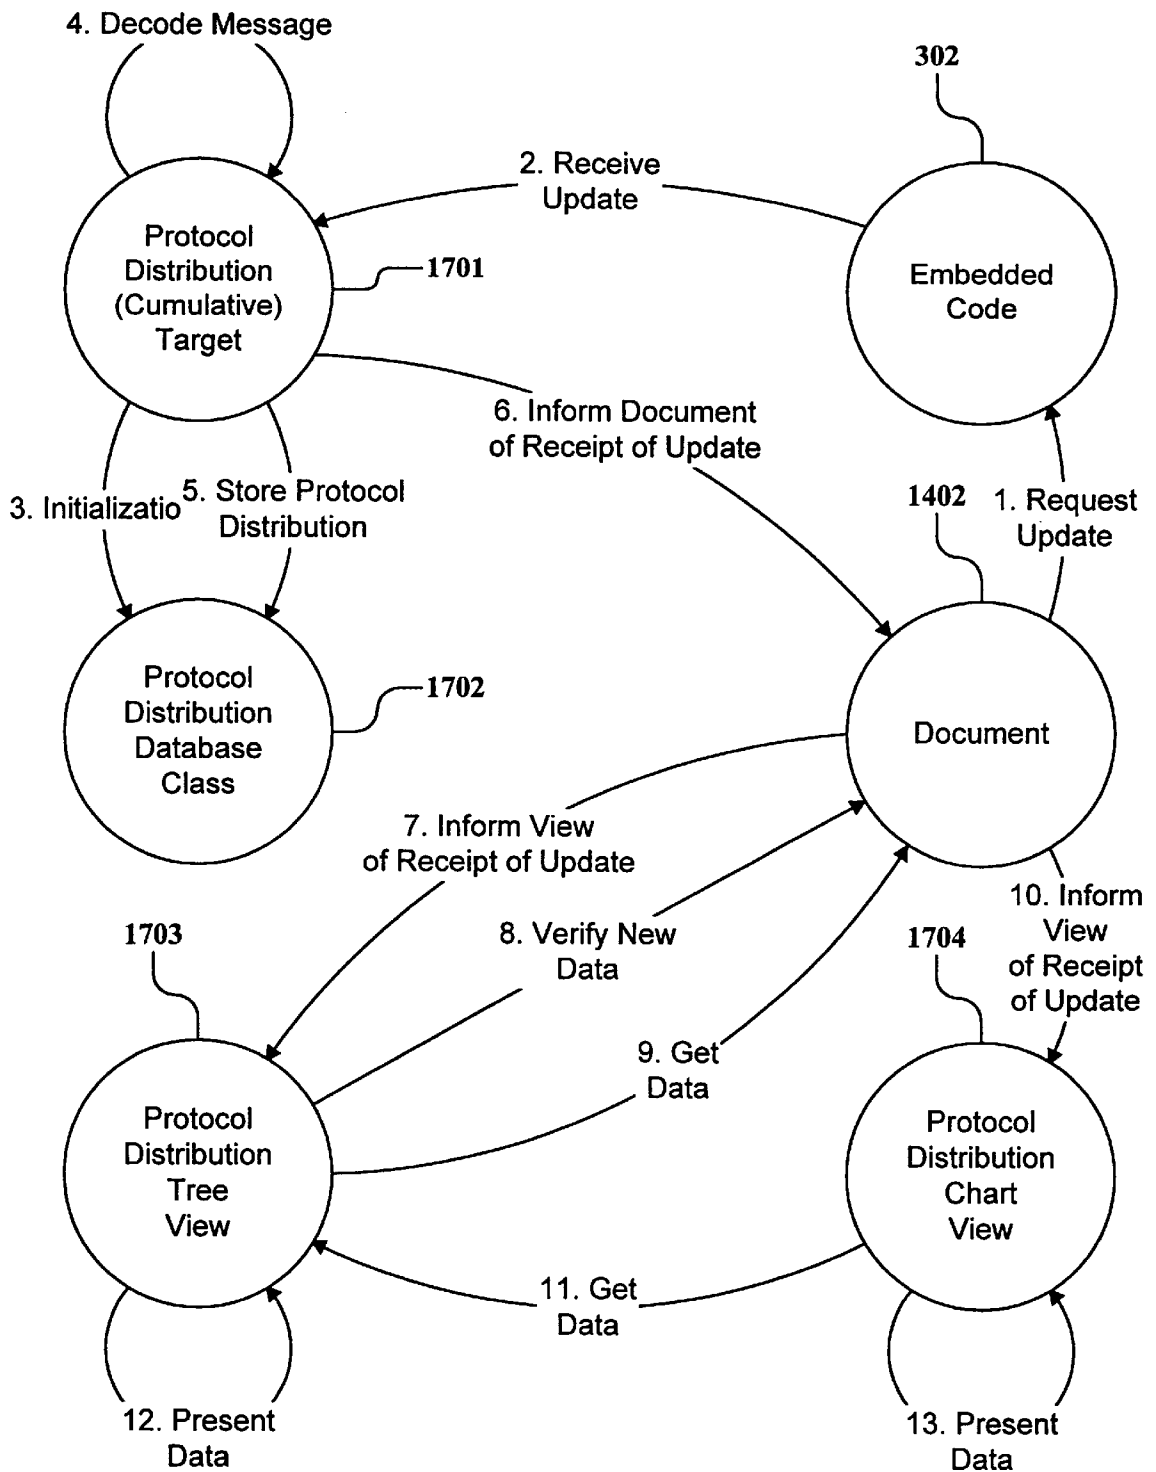 4. Decode Message
302
2. Receive
Update
Protocol
Distribution
(Cumulative)
Target
1701
Embedded
Code
6. Inform Document
of Receipt of Update
3. Initializatio
5. Store Protocol
Distribution
1402
1. Request
Update
Protocol
Distribution
Database
Class
1702
Document
7. Inform View
of Receipt of Update
8. Verify New
Data
10. Inform
View
of Receipt
of Update
1703
1704
9. Get
Data
Protocol
Distribution
Tree
View
Protocol
Distribution
Chart
View
11. Get
Data
12. Present
Data
13. Present
Data